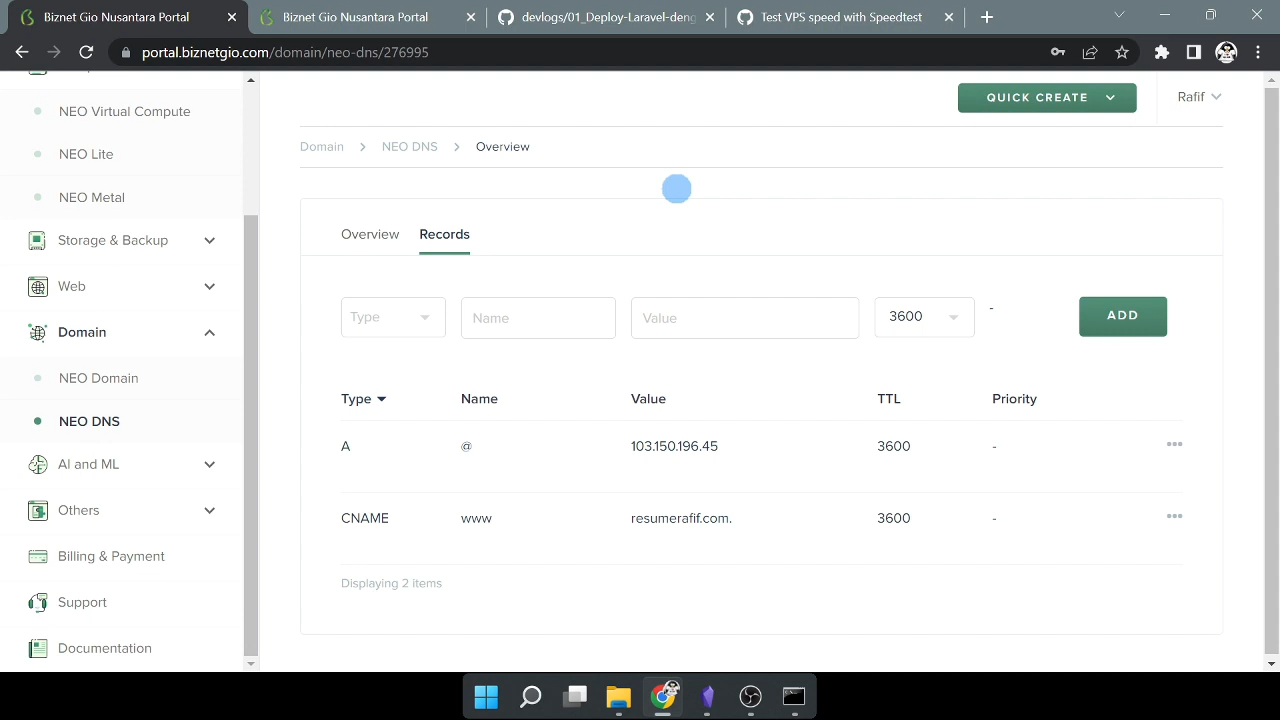 Biznet Gio Nusantara Portal
Biznet Gio Nusantara Portal
devlogs/01_Deploy-Laravel-deng
Test VPS speed with Speedtest
portal.biznetgio.com/domain/neo-dns/276995
QUICK CREATE
Rafif
NEO Virtual Compute
NEO Lite
NEO Metal
Storage & Backup
Web
Domain
NEO Domain
NEO DNS
AI and ML
Others
Billing & Payment
Support
Documentation
Domain > NEO DNS > Overview
Overview Records
Type Name Value 3600 - ADD
Type Name Value TTL Priority
A @ 103.150.196.45 3600 -
CNAME www resumerafif.com. 3600 -
Displaying 2 items